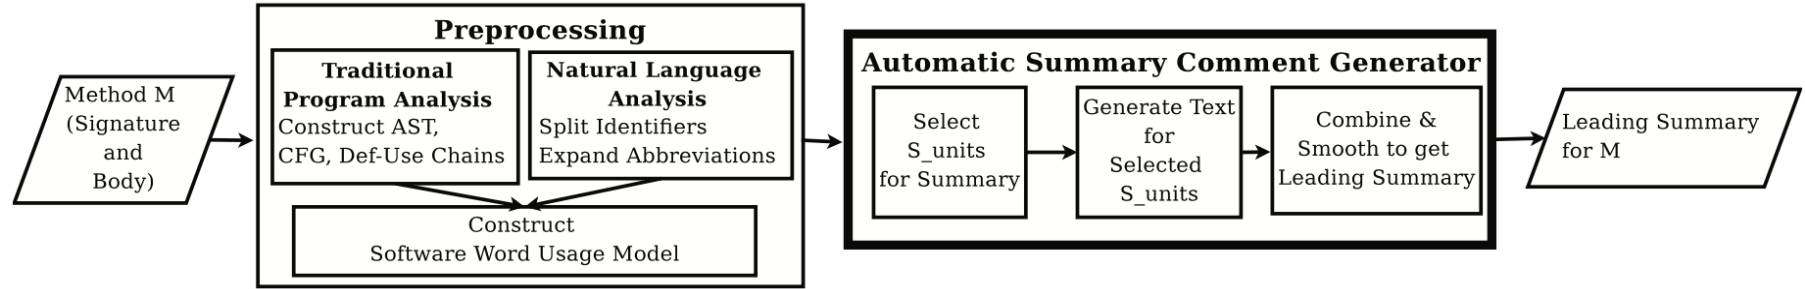 Method M
(Signature
and
Body)
Preprocessing
Traditional
Program Analysis
Construct AST,
CFG, Def-Use Chains
Natural Language
Analysis
Split Identifiers
Expand Abbreviations
Construct
Software Word Usage Model
Automatic Summary Comment Generator
Select
S_units
for Summary
Generate Text
for
Selected
S_units
Combine &
Smooth to get
Leading Summary
Leading Summary
for M